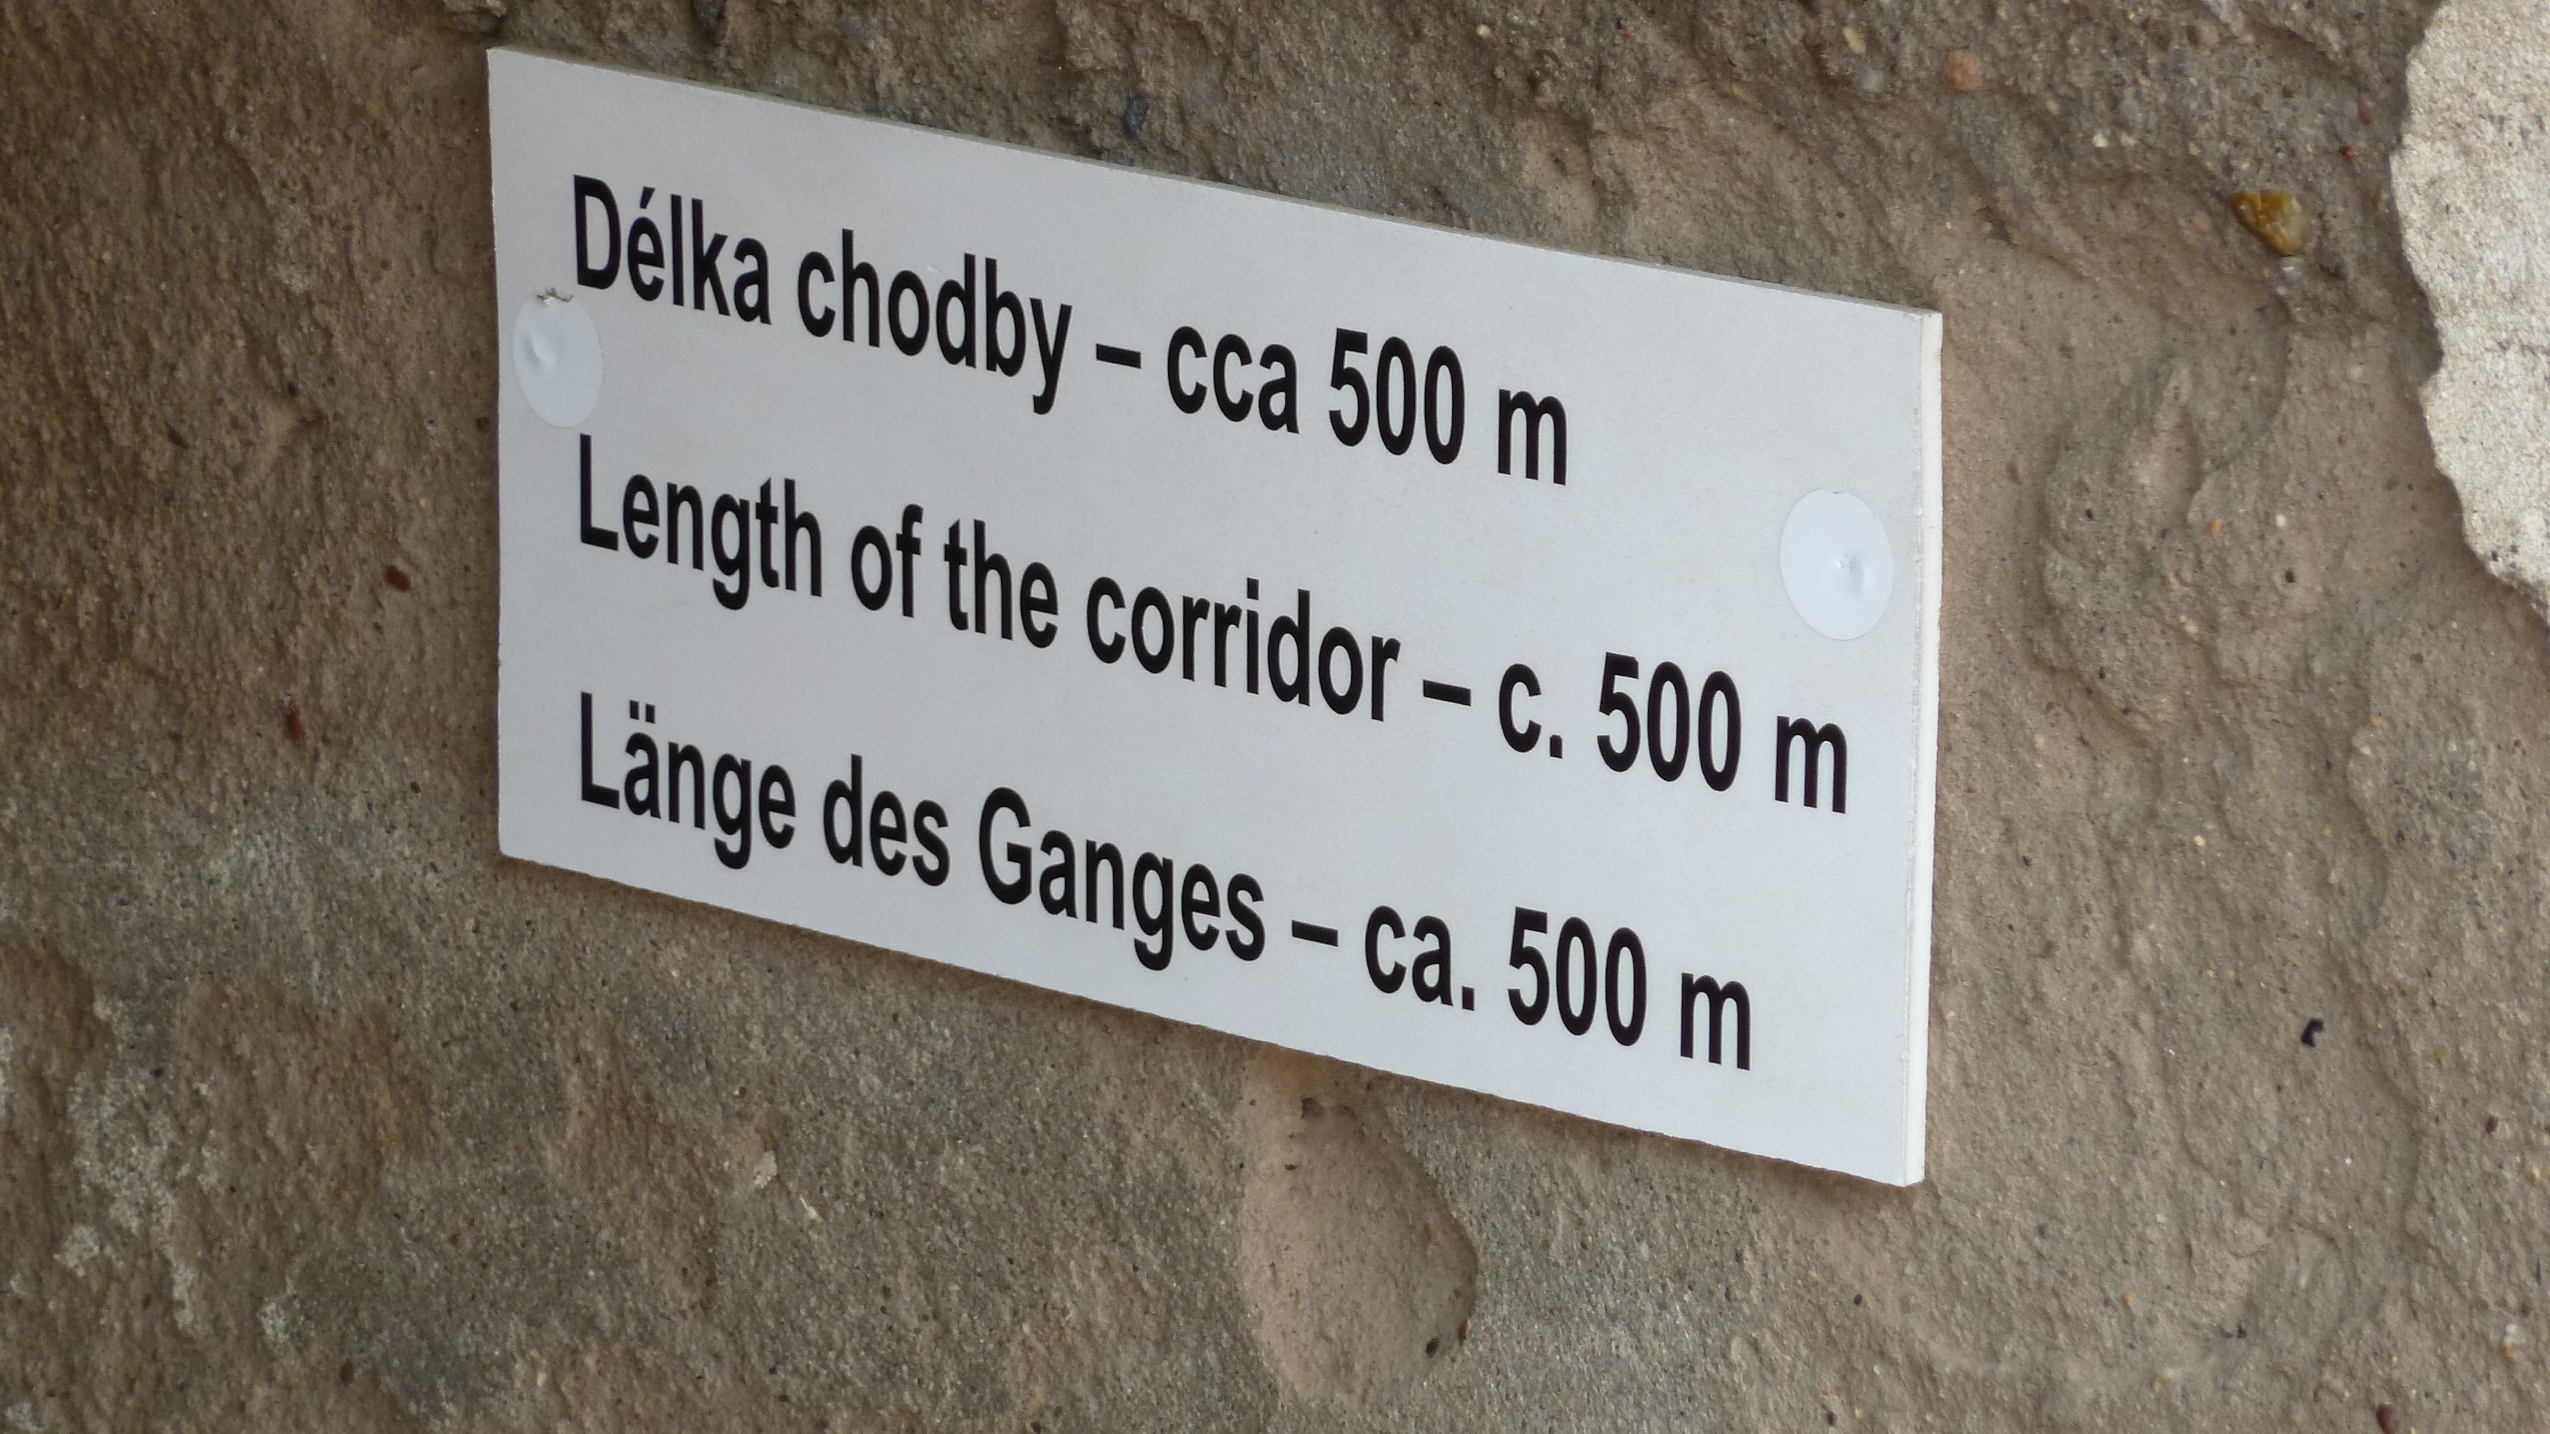 Délka chodby – cca 500 m
Length of the corridor – c. 500 m
Länge des Ganges – ca. 500 m